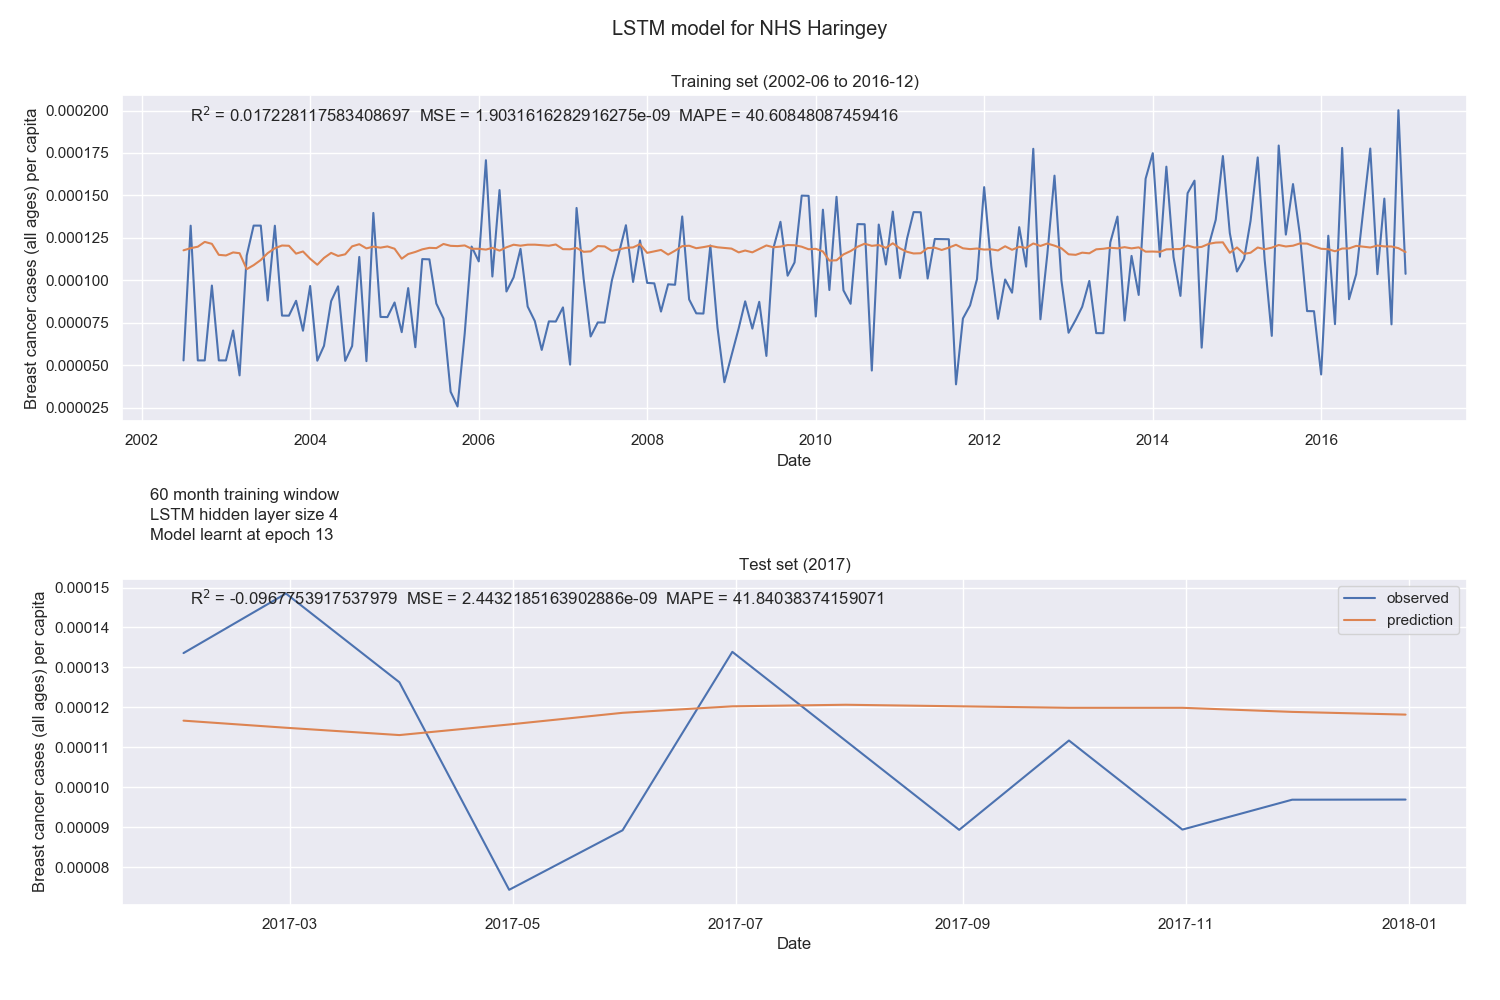 LSTM model for NHS Haringey
Training set (2002-06 to 2016-12)
R² = 0.017228117583408697 MSE = 1.9031616282916275e-09 MAPE = 40.60848087459416
Breast cancer cases (all ages) per capita
0.000200
0.000175
0.000150
0.000125
0.000100
0.000075
0.000050
0.000025
2002 2004 2006 2008 2010 2012 2014 2016
Date
60 month training window
LSTM hidden layer size 4
Model learnt at epoch 13
Test set (2017)
R² = -0.0967753917537979 MSE = 2.4432185163902886e-09 MAPE = 41.84038374159071
observed
prediction
Breast cancer cases (all ages) per capita
0.00015
0.00014
0.00013
0.00012
0.00011
0.00010
0.00009
0.00008
2017-03 2017-05 2017-07 2017-09 2017-11 2018-01
Date